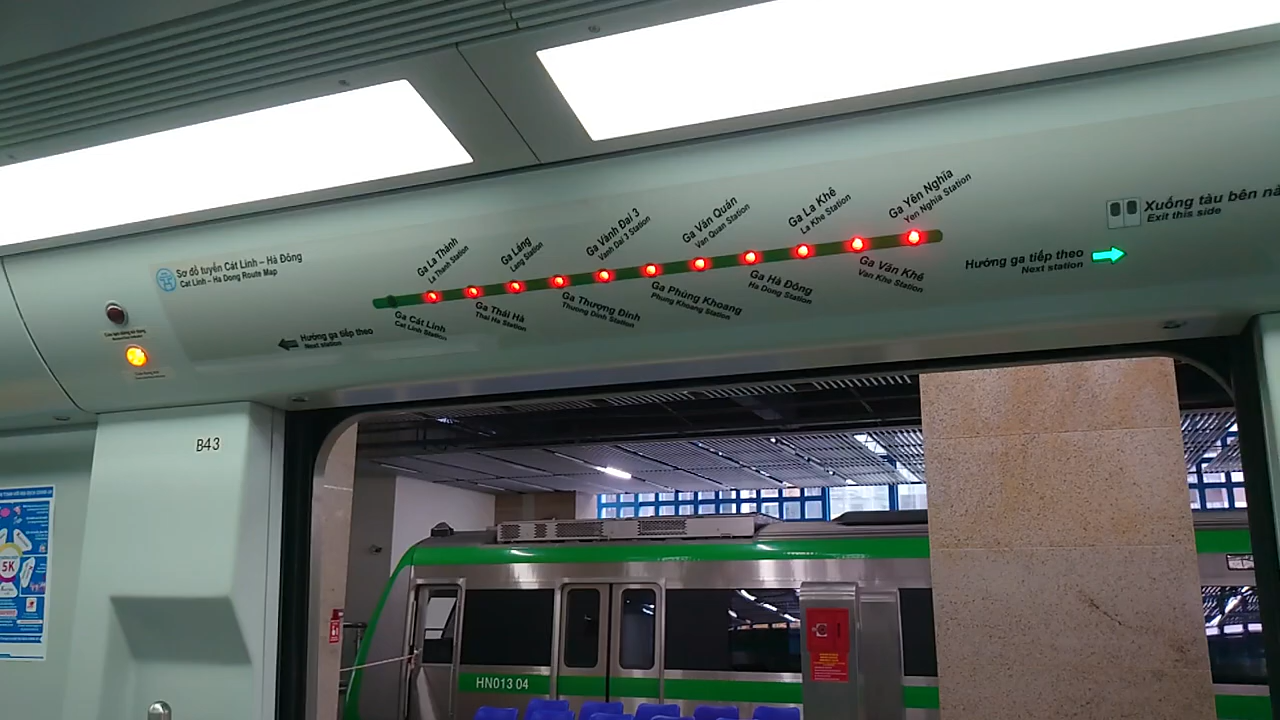 Sơ đồ tuyến Cát Linh – Hà Đông
Cat Linh – Ha Dong Route Map
Hướng ga tiếp theo
Next station
Ga Cát Linh
Cat Linh Station
Ga La Thành
La Thanh Station
Ga Thái Hà
Thai Ha Station
Ga Láng
Lang Station
Ga Thượng Đình
Thuong Dinh Station
Ga Vành Đai 3
Vanh Dai 3 Station
Ga Phùng Khoang
Phung Khoang Station
Ga Văn Quán
Van Quan Station
Ga Hà Đông
Ha Dong Station
Ga La Khê
La Khe Station
Ga Văn Khê
Van Khe Station
Ga Yên Nghĩa
Yen Nghia Station
Xuống tàu bên
Exit this side
Hướng ga tiếp theo
Next station
B43
5K
HN013 04